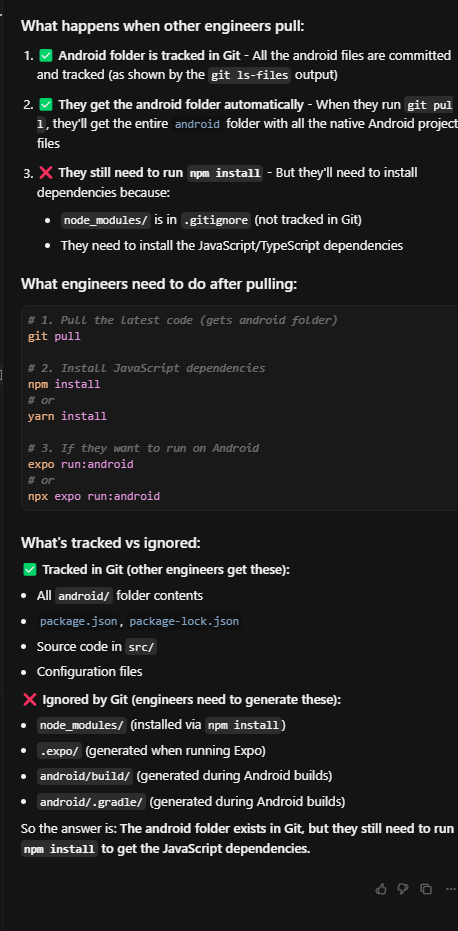 What happens when other engineers pull:
1. ✅ Android folder is tracked in Git - All the android files are committed
and tracked (as shown by the git ls-files output)
2. ✅ They get the android folder automatically - When they run git pul
l, they'll get the entire android folder with all the native Android project
files
3. ❌ They still need to run npm install - But they'll need to install
dependencies because:
• node_modules/ is in .gitignore (not tracked in Git)
• They need to install the JavaScript/TypeScript dependencies
What engineers need to do after pulling:
# 1. Pull the latest code (gets android folder)
git pull
# 2. Install JavaScript dependencies
npm install
# or
yarn install
# 3. If they want to run on Android
expo run:android
# or
npx expo run:android
What's tracked vs ignored:
✅ Tracked in Git (other engineers get these):
• All android/ folder contents
• package.json, package-lock.json
• Source code in src/
• Configuration files
❌ Ignored by Git (engineers need to generate these):
• node_modules/ (installed via npm install)
• .expo/ (generated when running Expo)
• android/build/ (generated during Android builds)
• android/.gradle/ (generated during Android builds)
So the answer is: The android folder exists in Git, but they still need to run
npm install to get the JavaScript dependencies.